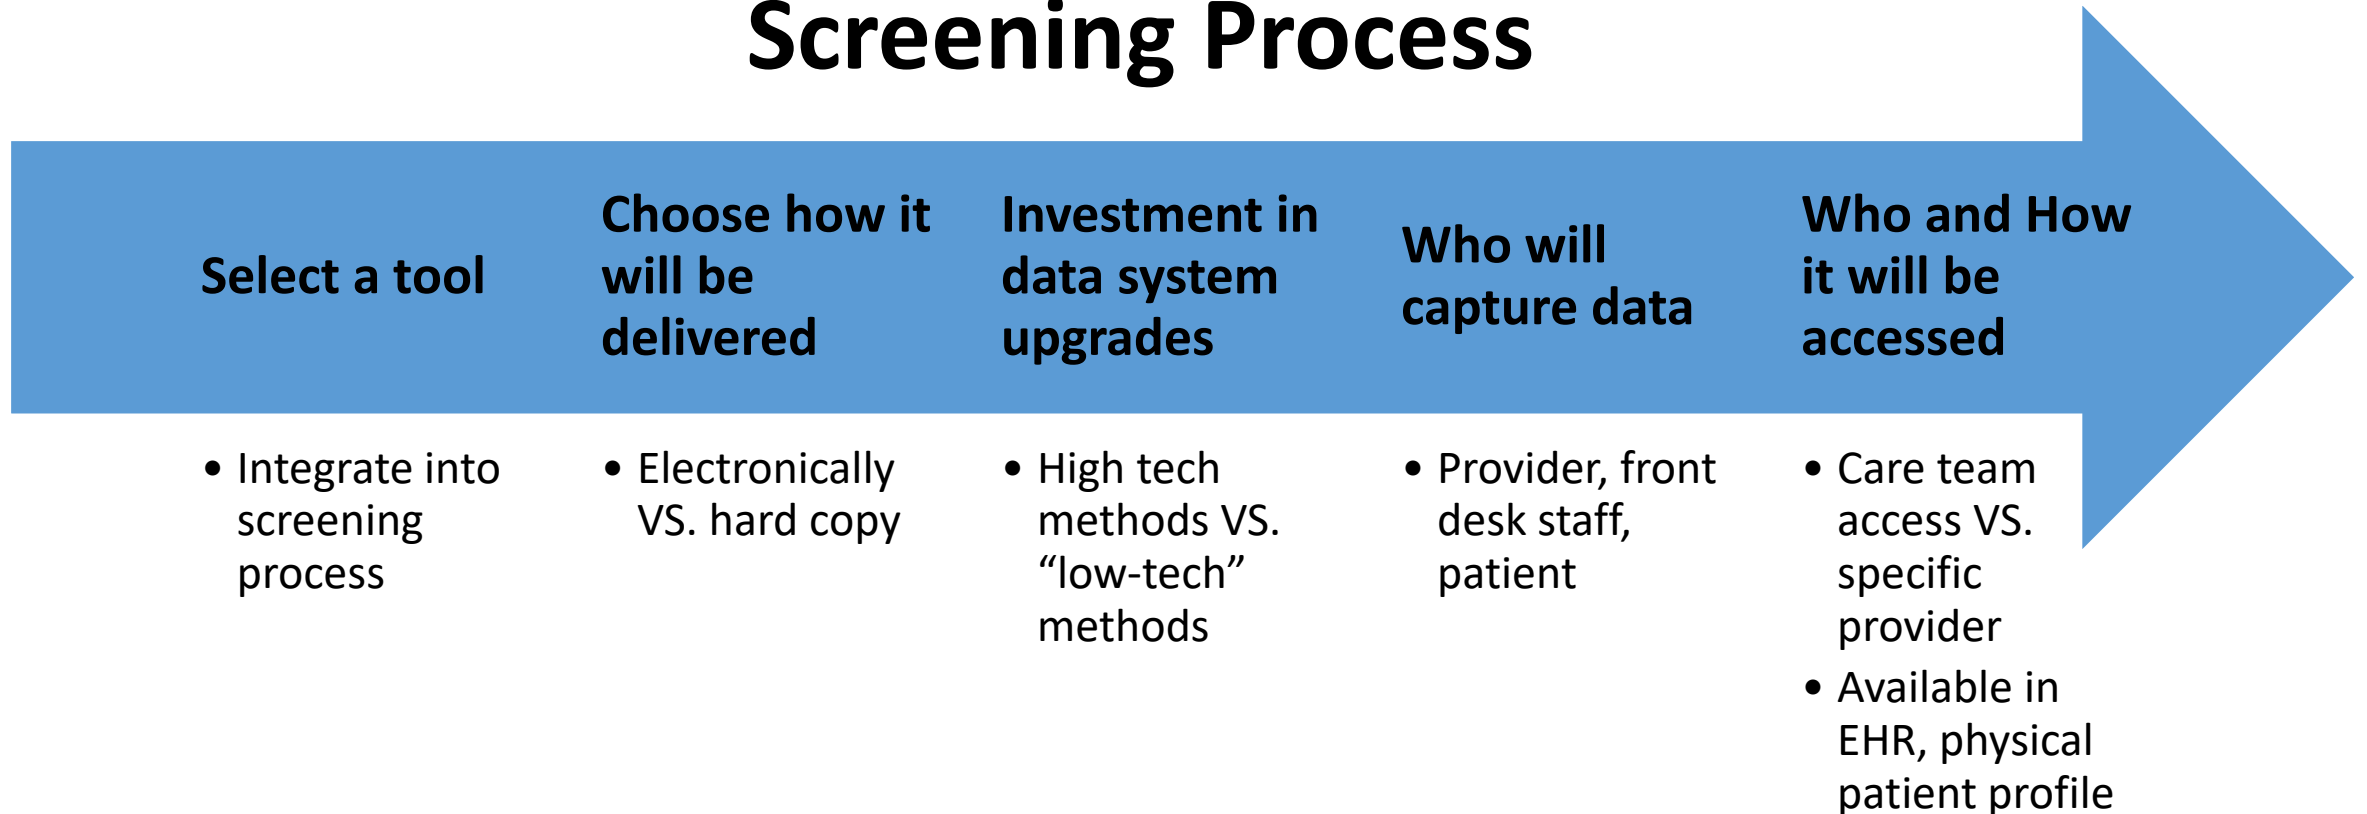 Screening Process
Select a tool
Choose how it
will be
delivered
Investment in
data system
upgrades
Who will
capture data
Who and How
it will be
accessed
• Integrate into
screening
process
• Electronically
VS. hard copy
• High tech
methods VS.
“low-tech”
methods
• Provider, front
desk staff,
patient
• Care team
access VS.
specific
provider
• Available in
EHR, physical
patient profile